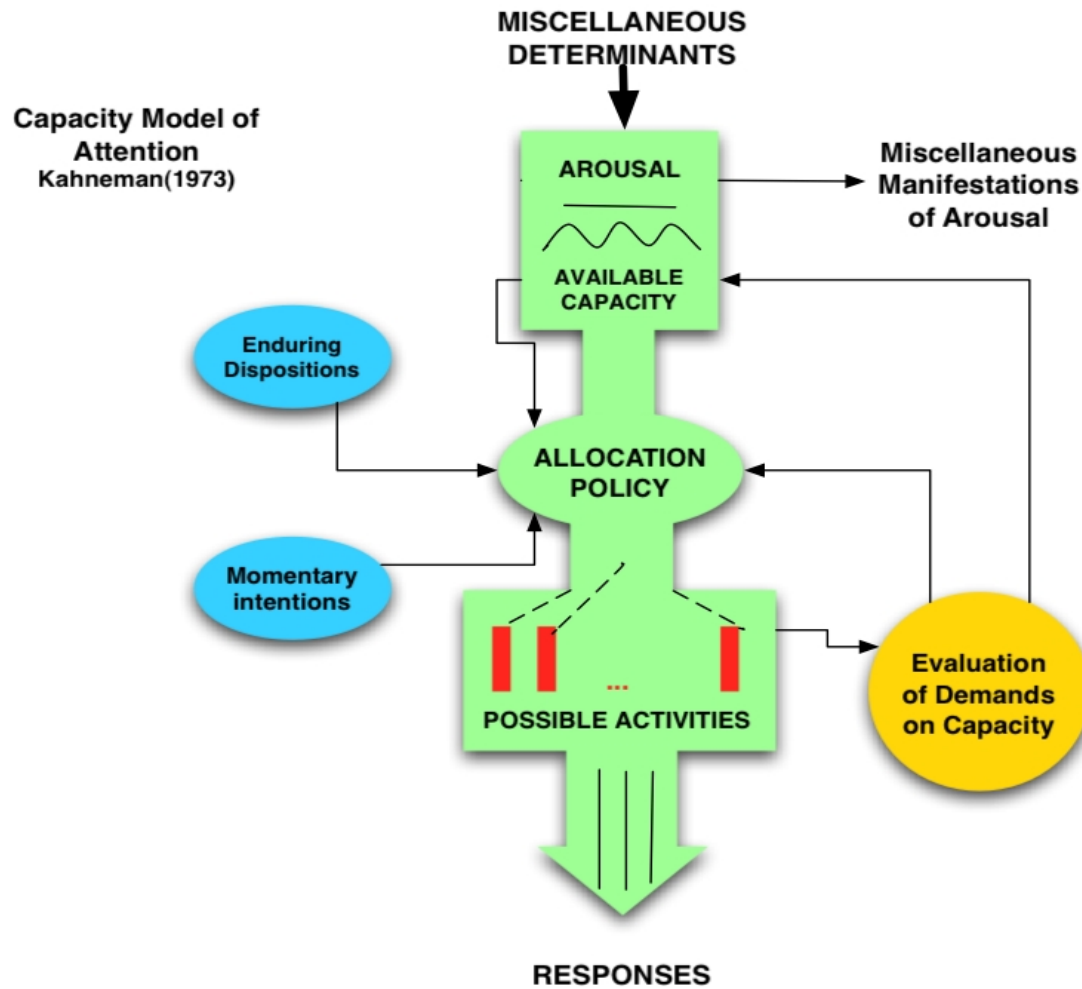 MISCELLANEOUS
DETERMINANTS
Capacity Model of
Attention
Kahneman(1973)
AROUSAL
Miscellaneous
Manifestations
of Arousal
AVAILABLE
CAPACITY
Enduring
Dispositions
ALLOCATION
POLICY
Momentary
intentions
...
POSSIBLE ACTIVITIES
Evaluation
of Demands
on Capacity
RESPONSES